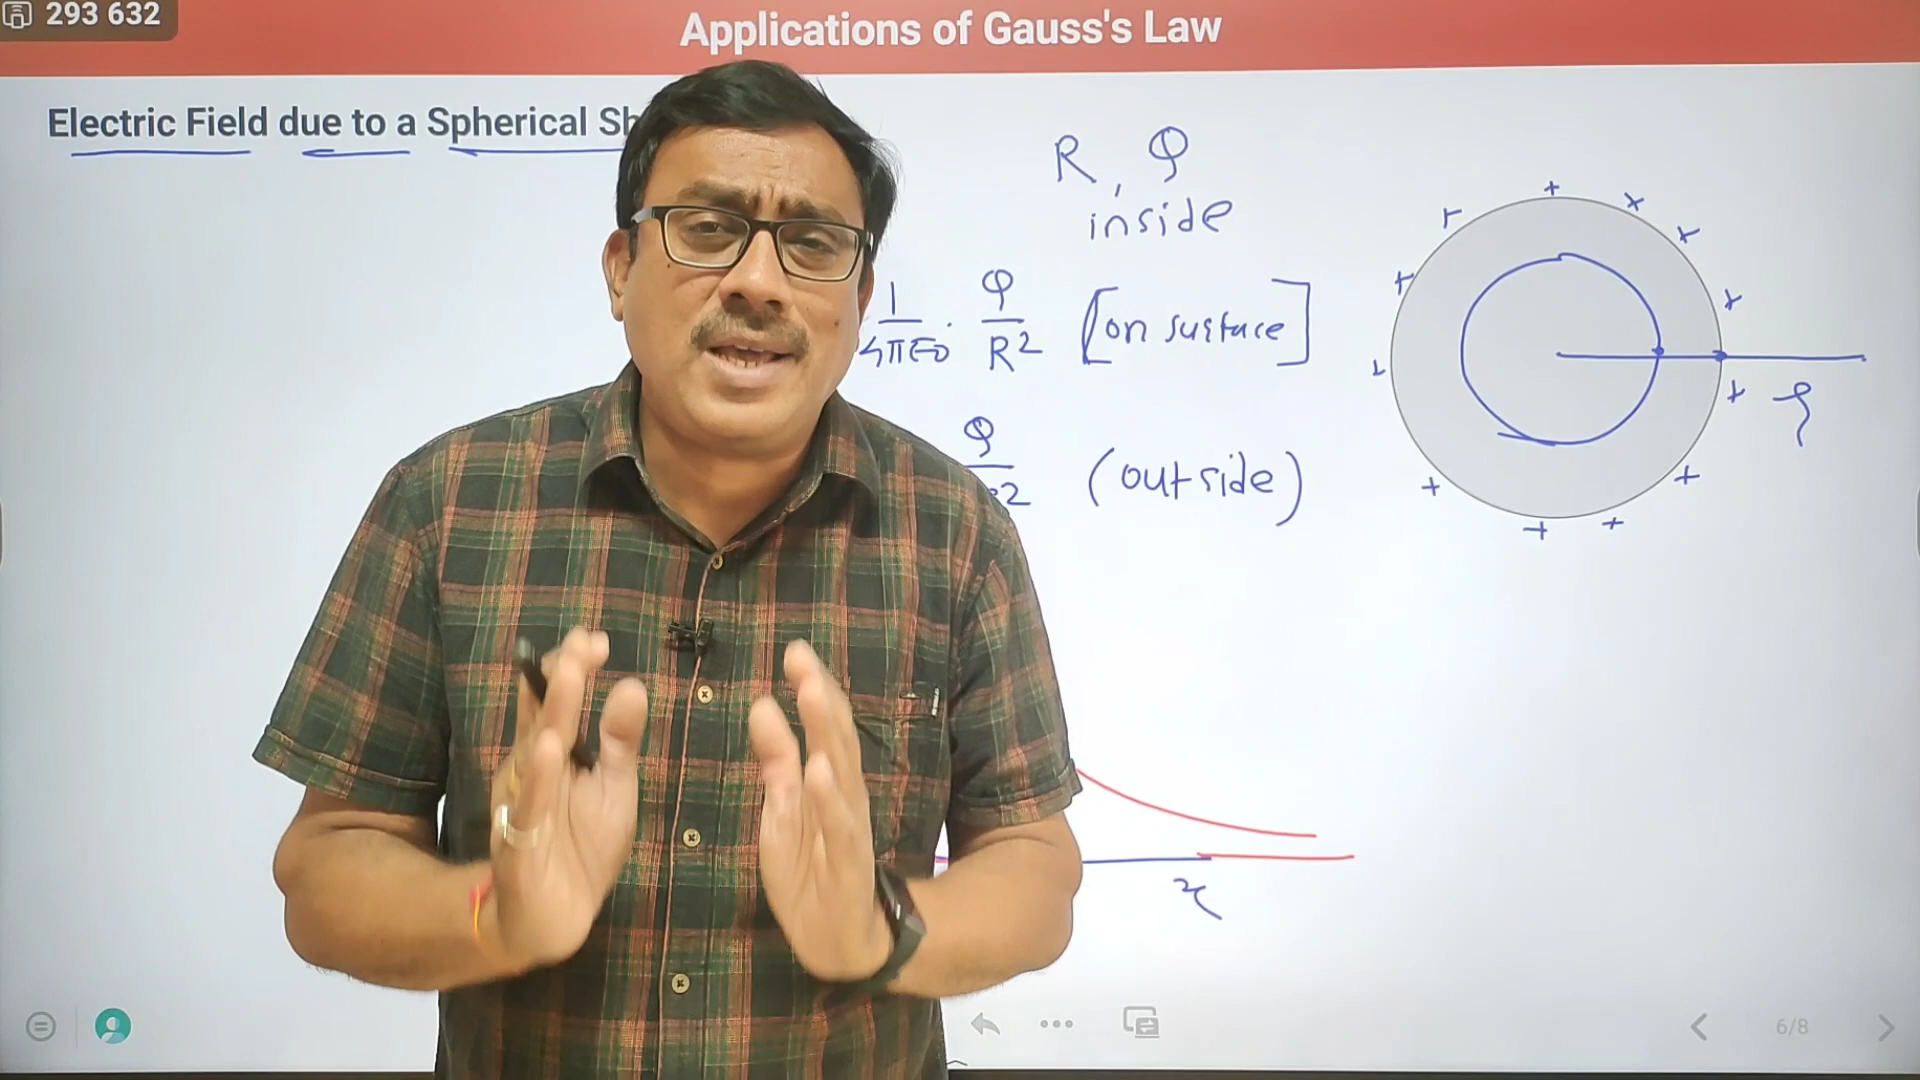 293 632
Applications of Gauss's Law
Electric Field due to a Spherical Sh
R, Q
inside
1/4πε0 · Q/R2 [on surface]
Q
2 (outside)
6/8